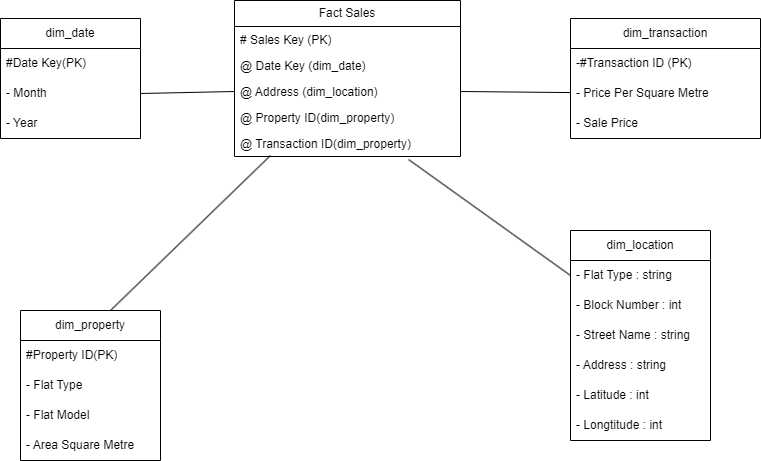 Fact Sales
# Sales Key (PK)
@ Date Key (dim_date)
@ Address (dim_location)
@ Property ID(dim_property)
@ Transaction ID(dim_property)
dim_date
#Date Key(PK)
- Month
- Year
dim_transaction
-#Transaction ID (PK)
- Price Per Square Metre
- Sale Price
dim_location
- Flat Type : string
- Block Number : int
- Street Name : string
- Address : string
- Latitude : int
- Longtitude : int
dim_property
#Property ID(PK)
- Flat Type
- Flat Model
- Area Square Metre